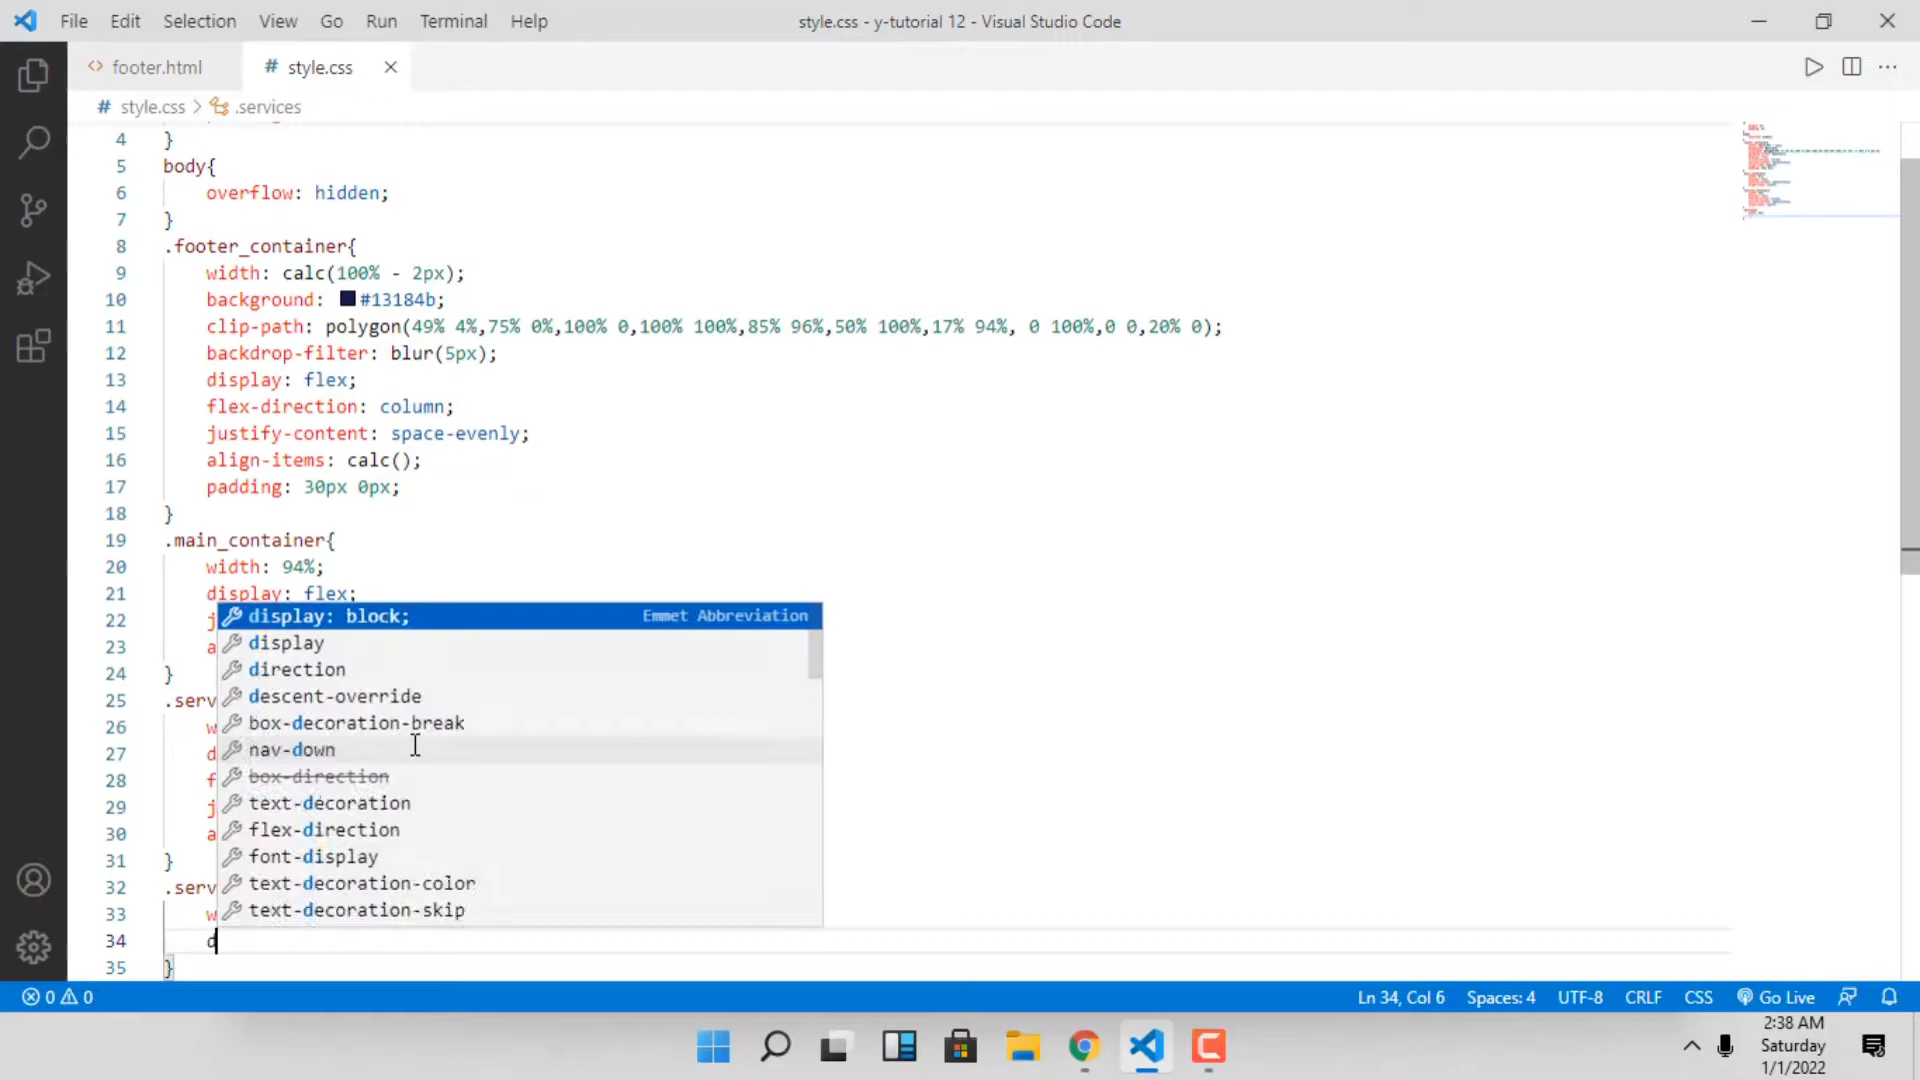 File Edit Selection View Go Run Terminal Help
style.css - y-tutorial 12 - Visual Studio Code
<> footer.html # style.css
# style.css > .services
4 }
5 body{
6 overflow: hidden;
7 }
8 .footer_container{
9 width: calc(100% - 2px);
10 background: #13184b;
11 clip-path: polygon(49% 4%,75% 0%,100% 0,100% 100%,85% 96%,50% 100%,17% 94%, 0 100%,0 0,20% 0);
12 backdrop-filter: blur(5px);
13 display: flex;
14 flex-direction: column;
15 justify-content: space-evenly;
16 align-items: calc();
17 padding: 30px 0px;
18 }
19 .main_container{
20 width: 94%;
21 display: flex;
22 j
23 a
24 }
25 .serv
26 w
27 d
28 f
29 j
30 a
31 }
32 .serv
33 w
34 d
35 }
display: block; Emmet Abbreviation
display
direction
descent-override
box-decoration-break
nav-down
box-direction
text-decoration
flex-direction
font-display
text-decoration-color
text-decoration-skip
0 0 Ln 34, Col 6 Spaces: 4 UTF-8 CRLF CSS Go Live
2:38 AM
Saturday
1/1/2022